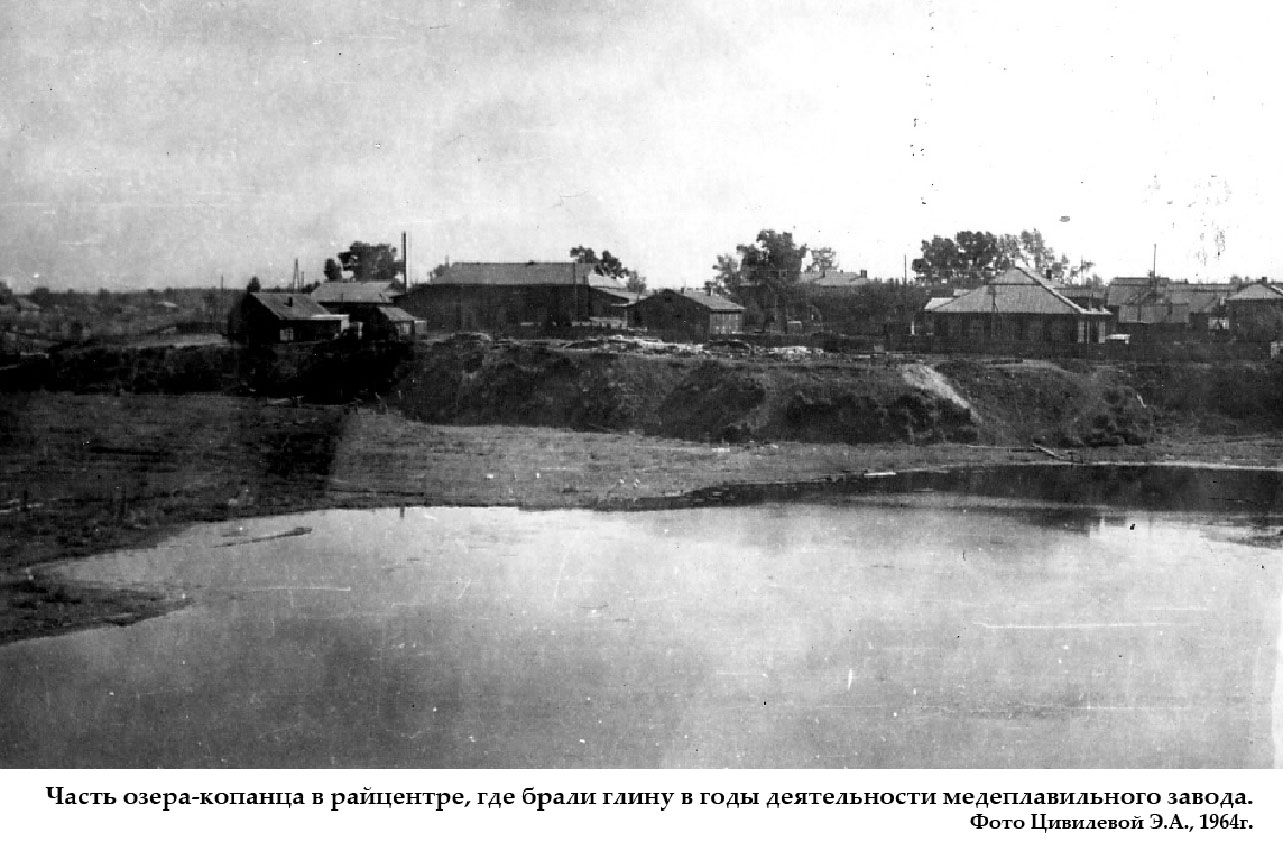 Часть озера-копанца в райцентре, где брали глину в годы деятельности медеплавильного завода.
Фото Цивилевой Э.А., 1964г.